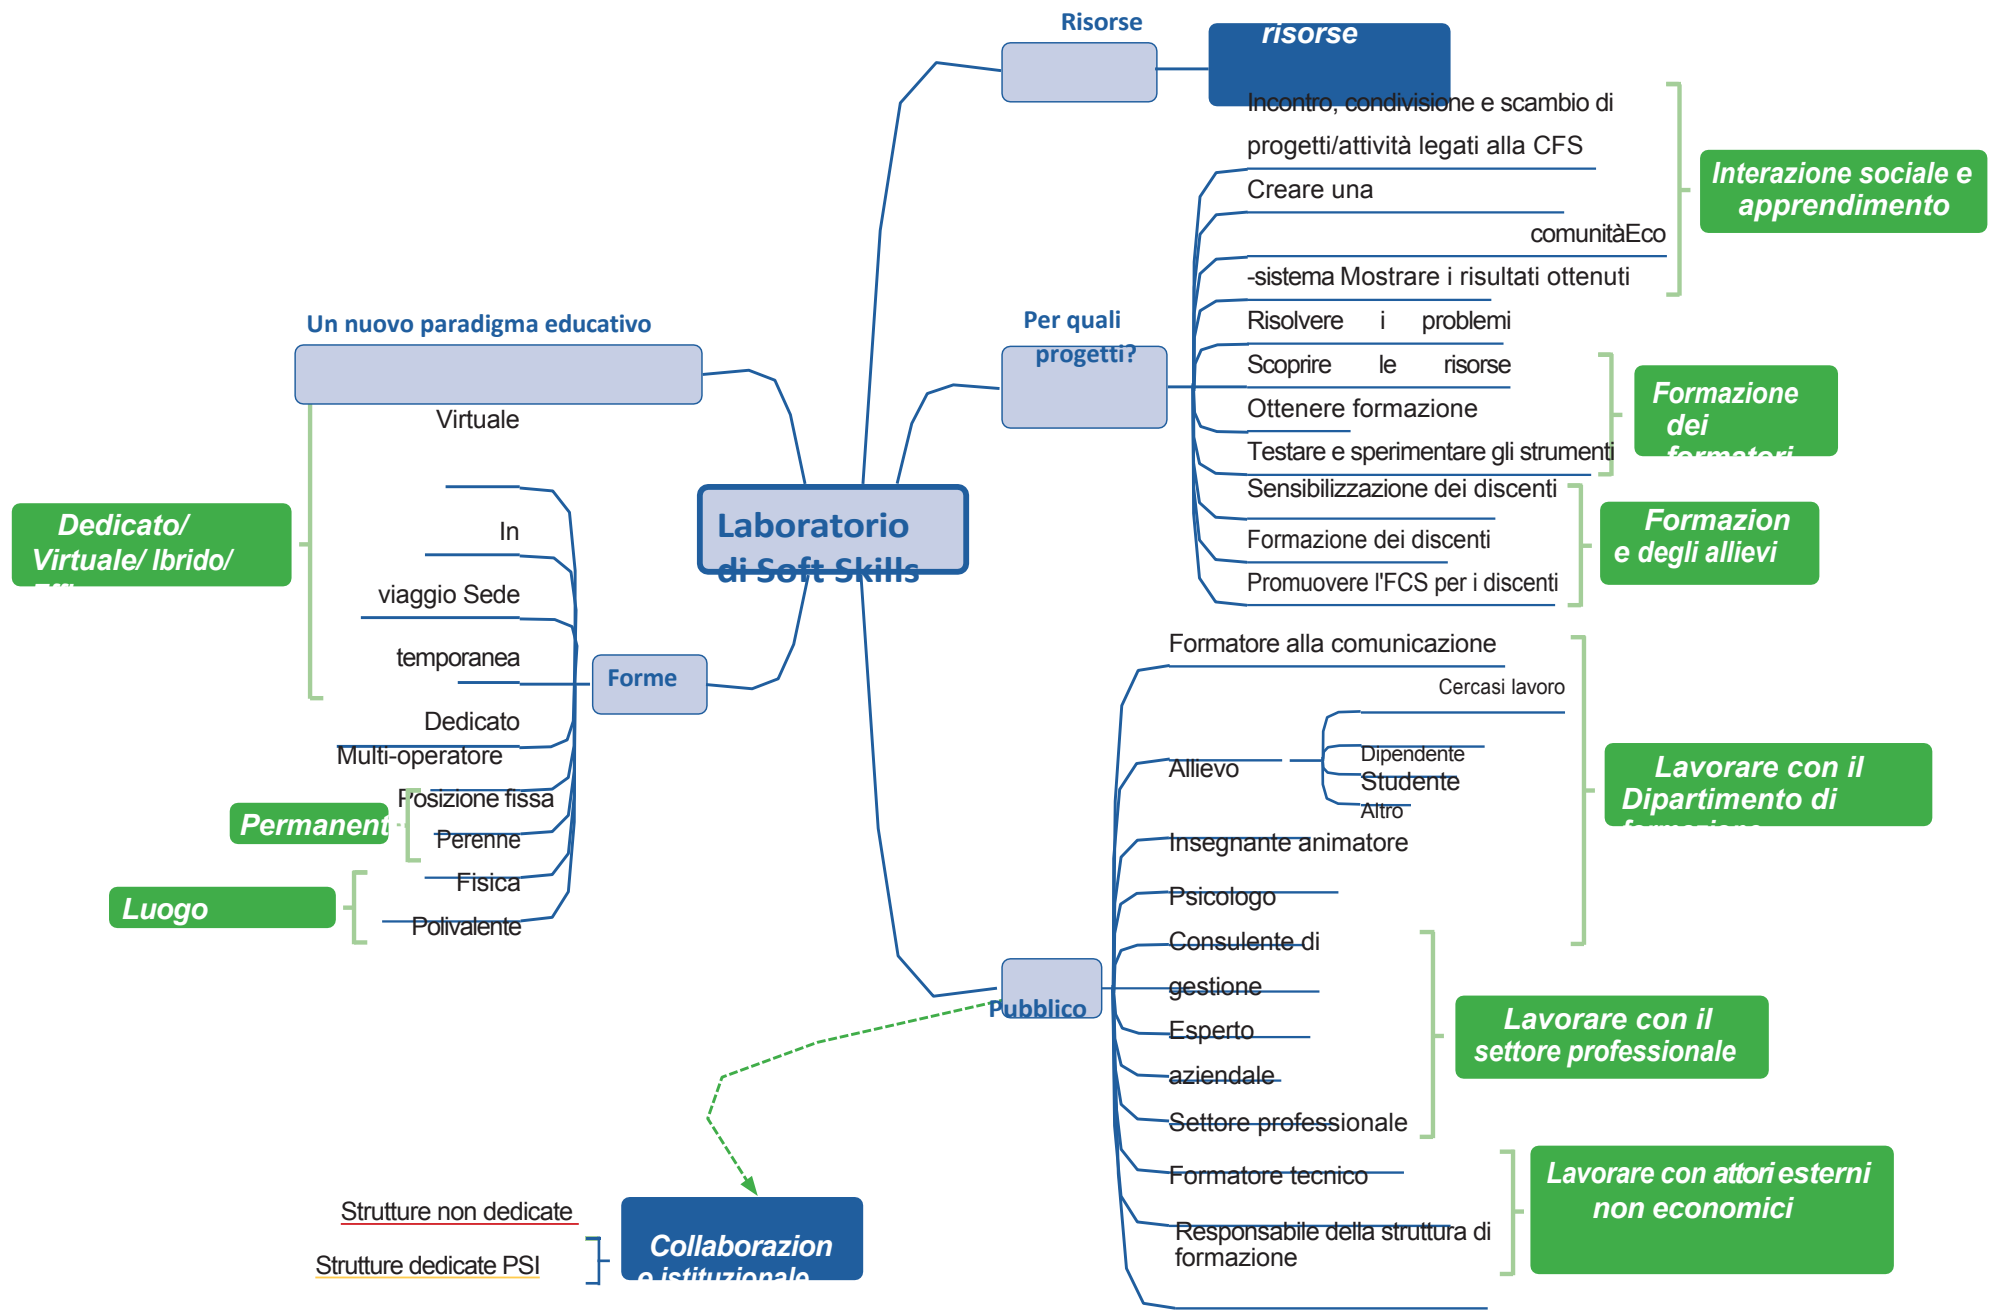 Risorse
risorse
Incontro, condivisione e scambio di
progetti/attività legati alla CFS
Creare una
comunitàEco
-sistema Mostrare i risultati ottenuti
Risolvere i problemi
Scoprire le risorse
Ottenere formazione
Testare e sperimentare gli strumenti
Sensibilizzazione dei discenti
Formazione dei discenti
Promuovere l'FCS per i discenti
Interazione sociale e
apprendimento
Formazione
dei
formatori
Formazion
e degli allievi
Per quali
progetti?
Un nuovo paradigma educativo
Laboratorio
di Soft Skills
Virtuale
In
viaggio Sede
temporanea
Dedicato
Multi-operatore
Posizione fissa
Perenne
Fisica
Polivalente
Forme
Dedicato/
Virtuale/ Ibrido/
Permanent
Luogo
Formatore alla comunicazione
Cercasi lavoro
Allievo
Dipendente
Studente
Altro
Insegnante animatore
Psicologo
Consulente di
gestione
Esperto
aziendale
Settore professionale
Formatore tecnico
Responsabile della struttura di
formazione
Pubblico
Lavorare con il
Dipartimento di
formazione
Lavorare con il
settore professionale
Lavorare con attori esterni
non economici
Strutture non dedicate
Strutture dedicate PSI
Collaborazion
e istituzionale